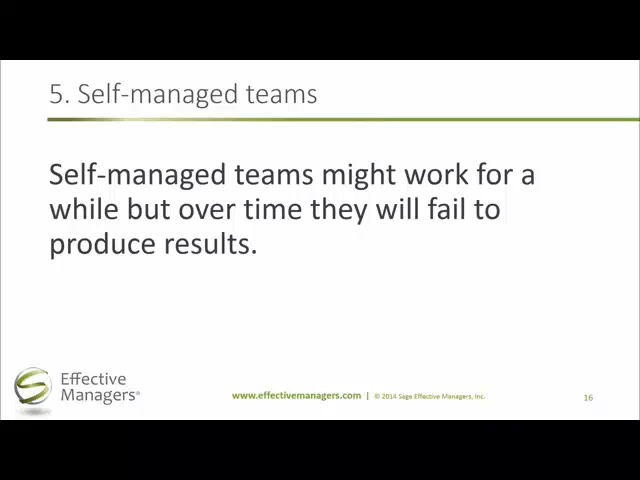 5. Self-managed teams
Self-managed teams might work for a
while but over time they will fail to
produce results.
Effective
Managers®
www.effectivemanagers.com | © 2014 Sage Effective Managers, Inc.
16